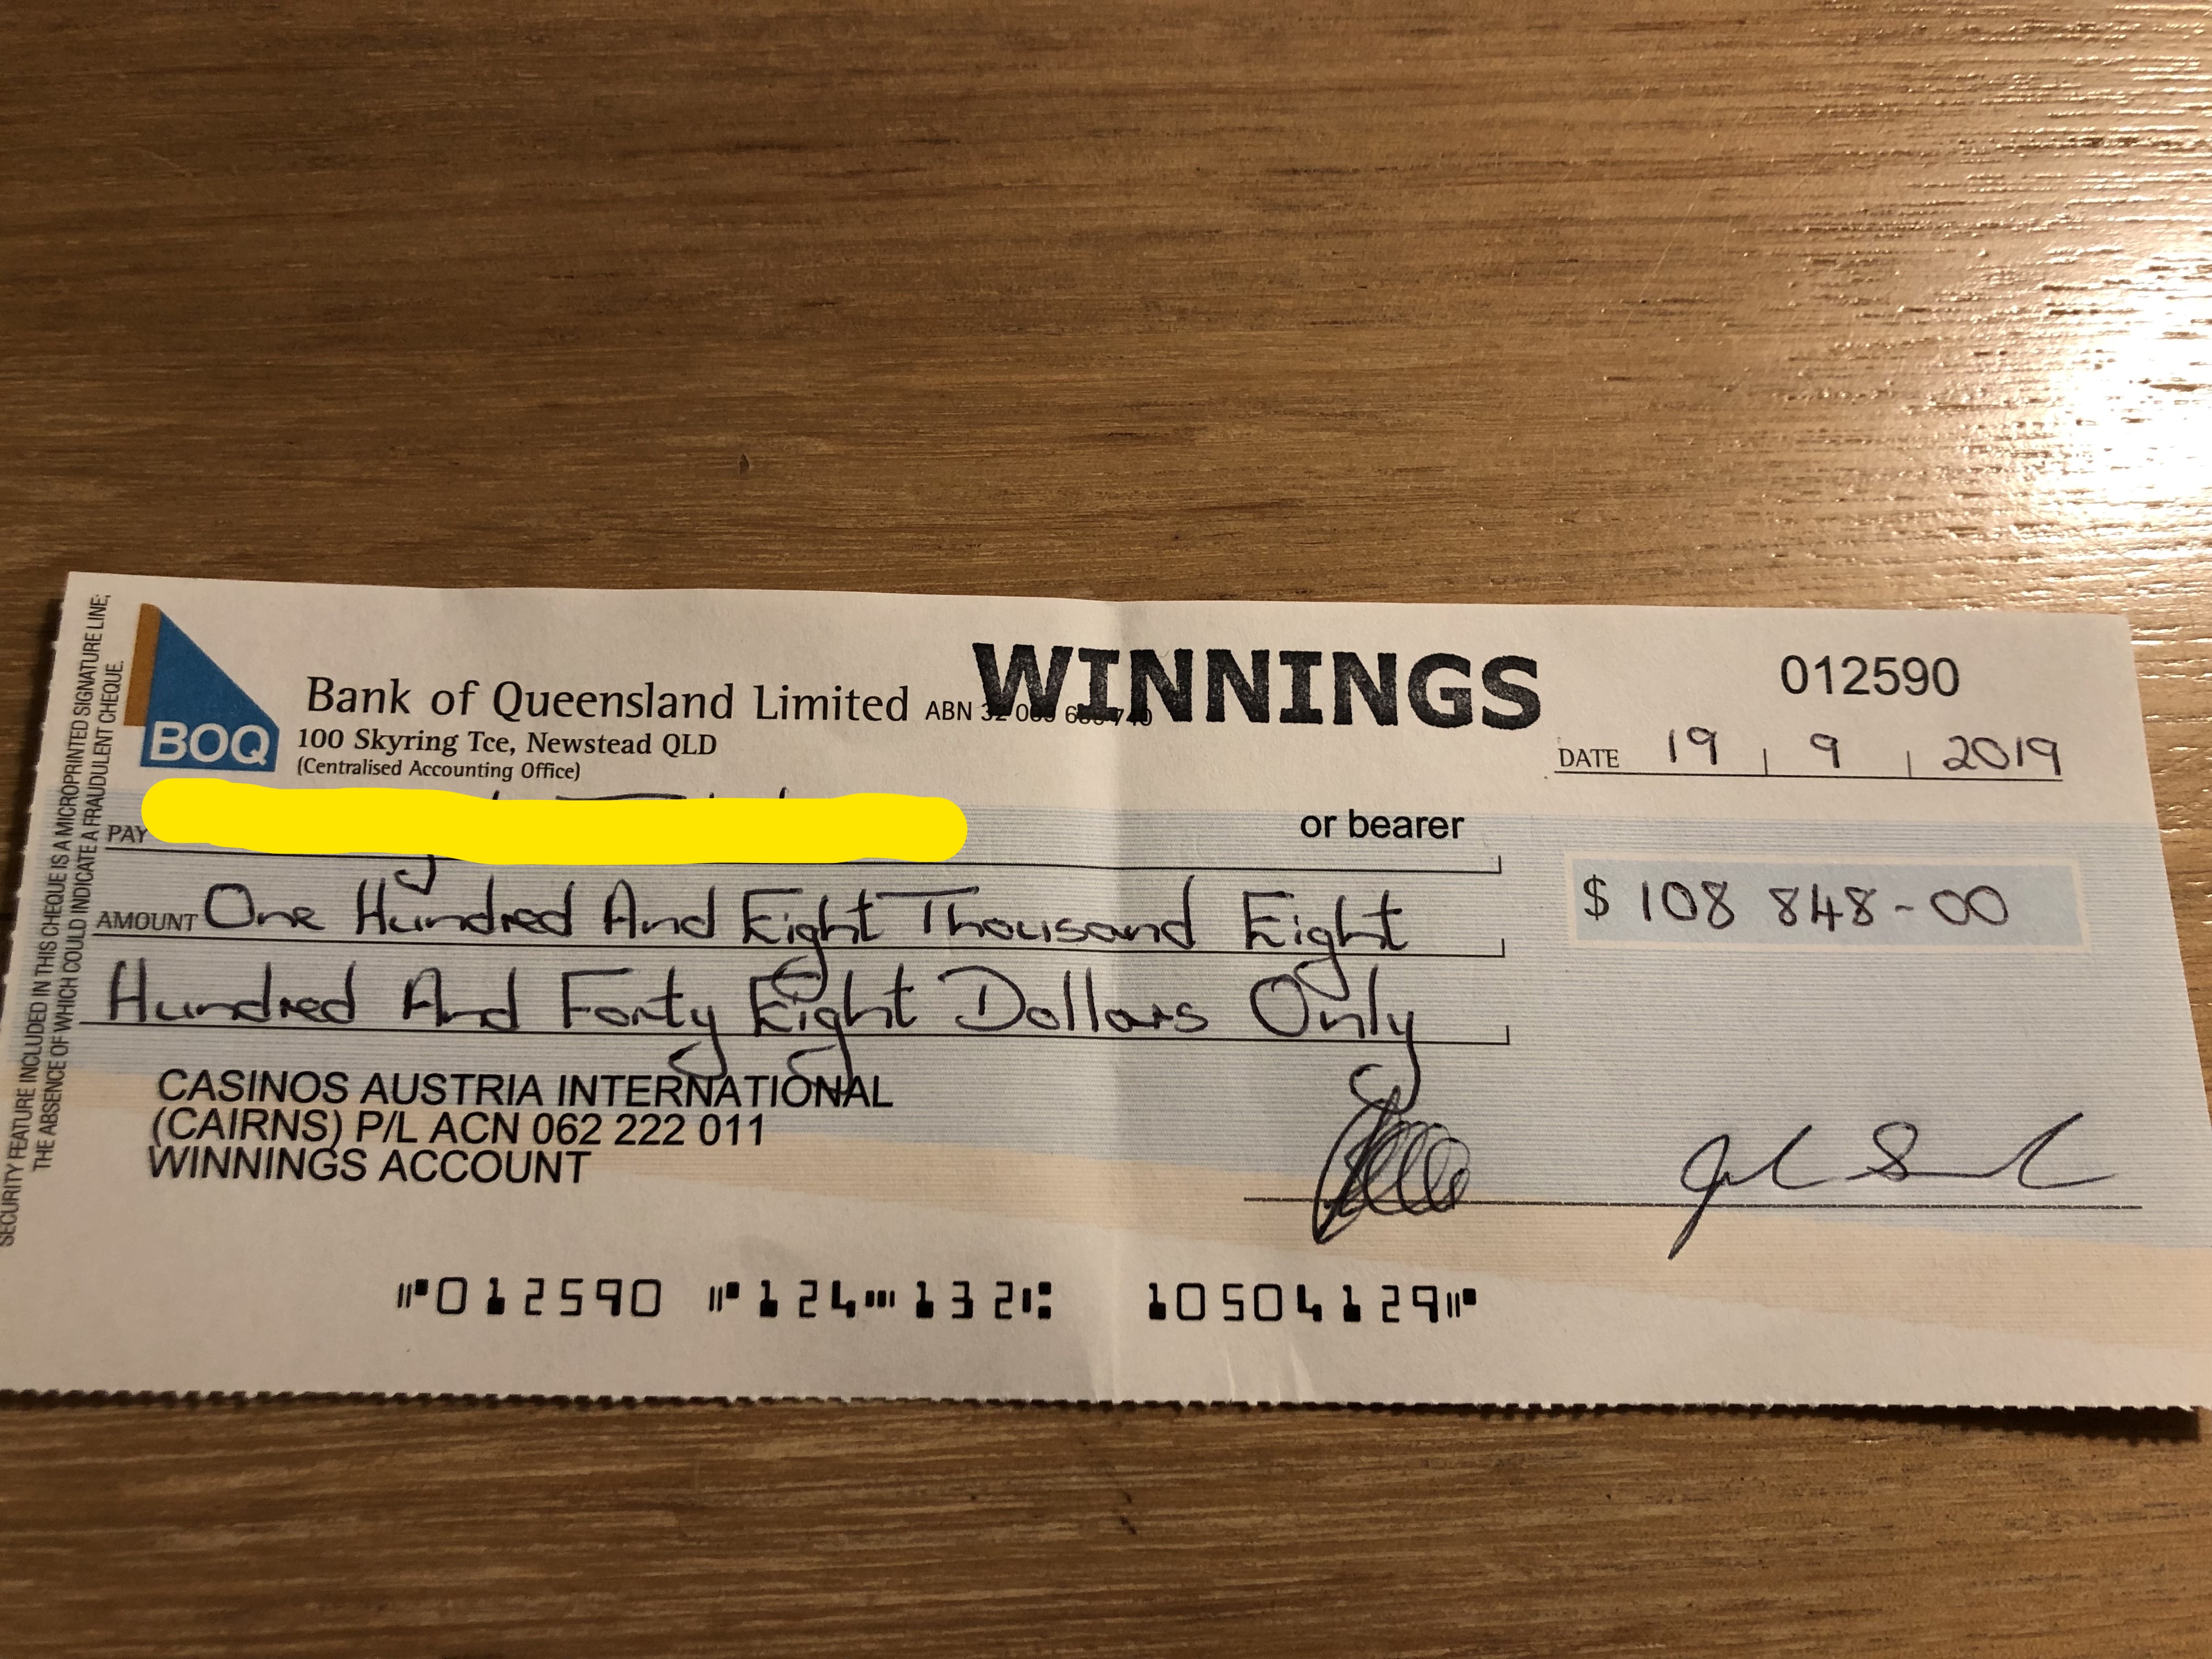 SECURITY FEATURE INCLUDED IN THIS CHEQUE IS A MICROPRINTED SIGNATURE LINE;
THE ABSENCE OF WHICH COULD INDICATE A FRAUDULENT CHEQUE.
BOQ
Bank of Queensland Limited ABN
WINNINGS
012590
100 Skyring Tce, Newstead QLD
(Centralised Accounting Office)
DATE 19 | 9 | 2019
PAY
or bearer
AMOUNT One Hundred And Eight Thousand Eight
$ 108 848-00
Hundred And Forty Eight Dollars Only
CASINOS AUSTRIA INTERNATIONAL
(CAIRNS) P/L ACN 062 222 011
WINNINGS ACCOUNT
⑈012590 ⑈124⑉132⑆ 10504129⑈